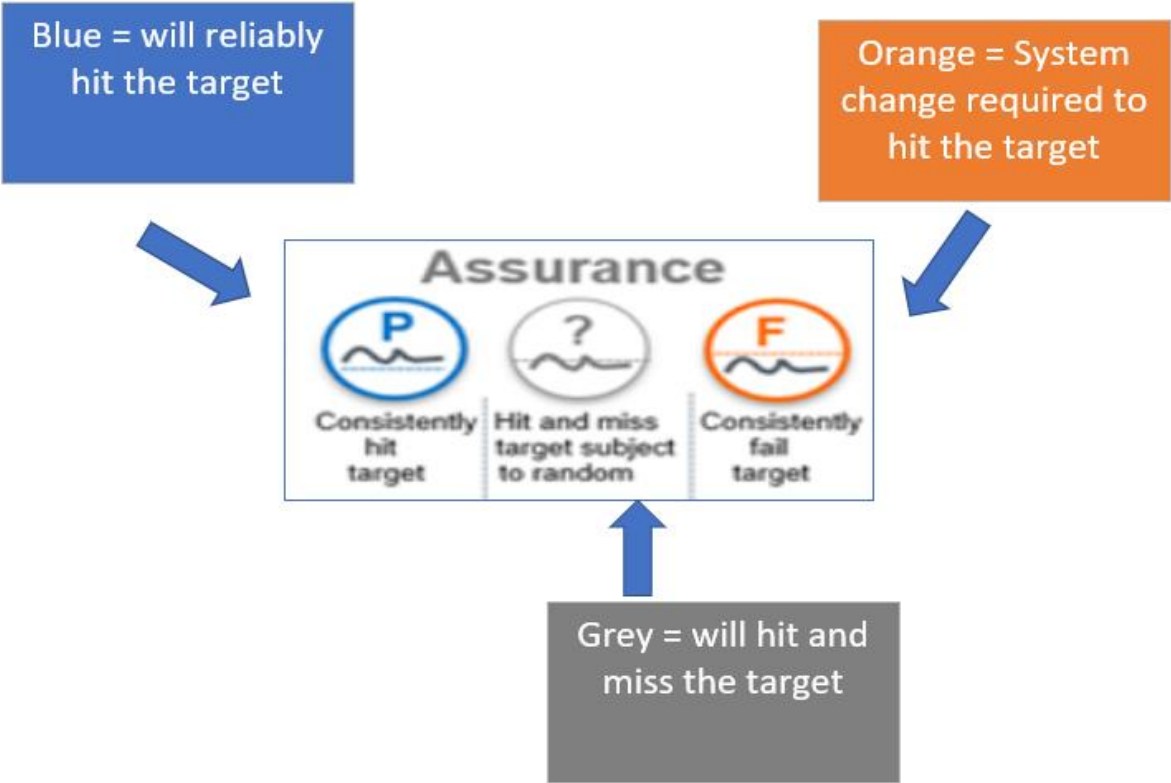 Blue = will reliably
hit the target
Orange = System
change required to
hit the target
Assurance
P
?
F
Consistently
hit
target
Hit and miss
target subject
to random
Consistently
fail
target
Grey = will hit and
miss the target